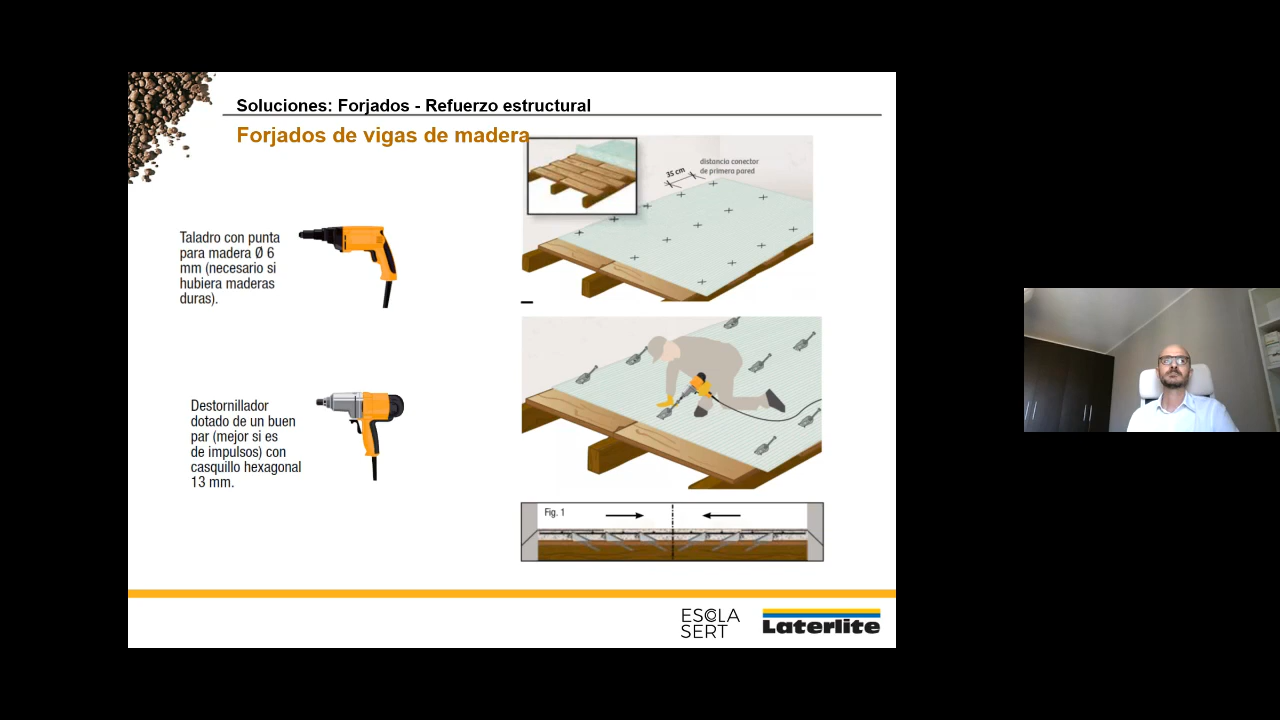 Soluciones: Forjados - Refuerzo estructural
Forjados de vigas de madera
35 cm
distancia conector
de primera pared
Taladro con punta
para madera Ø 6
mm (necesario si
hubiera maderas
duras).
Destornillador
dotado de un buen
par (mejor si es
de impulsos) con
casquillo hexagonal
13 mm.
Fig. 1
ESCOLA
SERT
Laterlite